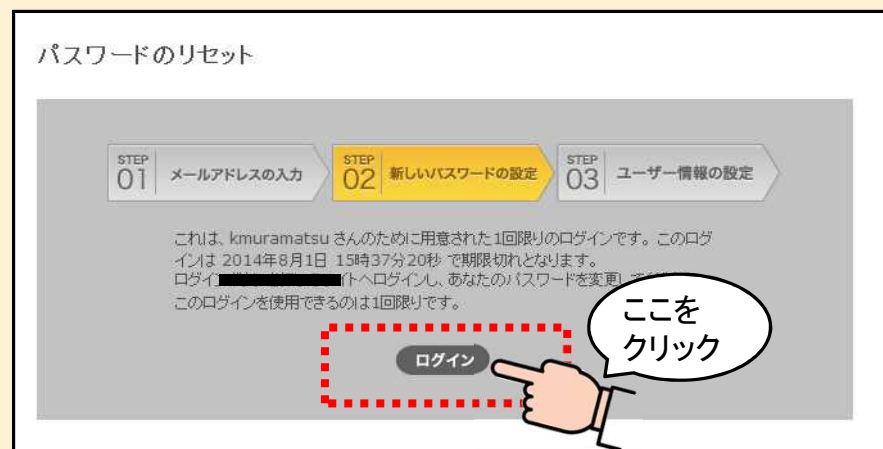 パスワードのリセット
STEP 01 メールアドレスの入力
STEP 02 新しいパスワードの設定
STEP 03 ユーザー情報の設定
これは、kmuramatsu さんのために用意された1回限りのログインです。このログ
インは 2014年8月1日 15時37分20秒 で期限切れとなります。
ログイ イトへログインし、あなたのパスワードを変更し
このログインを使用できるのは1回限りです。
ログイン
ここを
クリック